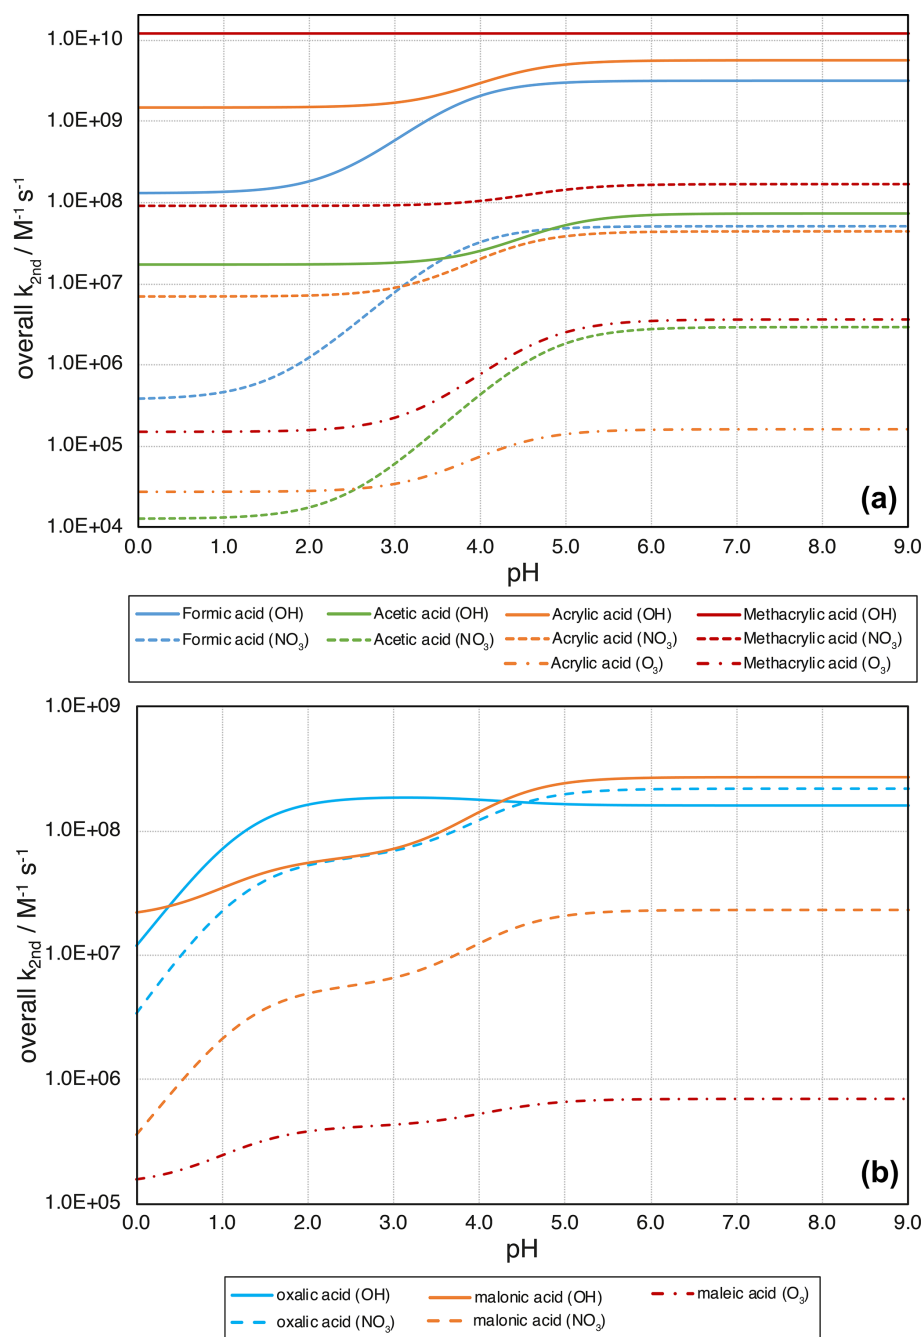 1.0E+10
1.0E+09
1.0E+08
1.0E+07
1.0E+06
1.0E+05
1.0E+04
overall k2nd / M-1 s-1
(a)
0.0 1.0 2.0 3.0 4.0 5.0 6.0 7.0 8.0 9.0
pH
Formic acid (OH) Acetic acid (OH) Acrylic acid (OH) Methacrylic acid (OH)
Formic acid (NO3) Acetic acid (NO3) Acrylic acid (NO3) Methacrylic acid (NO3)
Acrylic acid (O3) Methacrylic acid (O3)
1.0E+09
1.0E+08
1.0E+07
1.0E+06
1.0E+05
overall k2nd / M-1 s-1
(b)
0.0 1.0 2.0 3.0 4.0 5.0 6.0 7.0 8.0 9.0
pH
oxalic acid (OH) malonic acid (OH) maleic acid (O3)
oxalic acid (NO3) malonic acid (NO3)